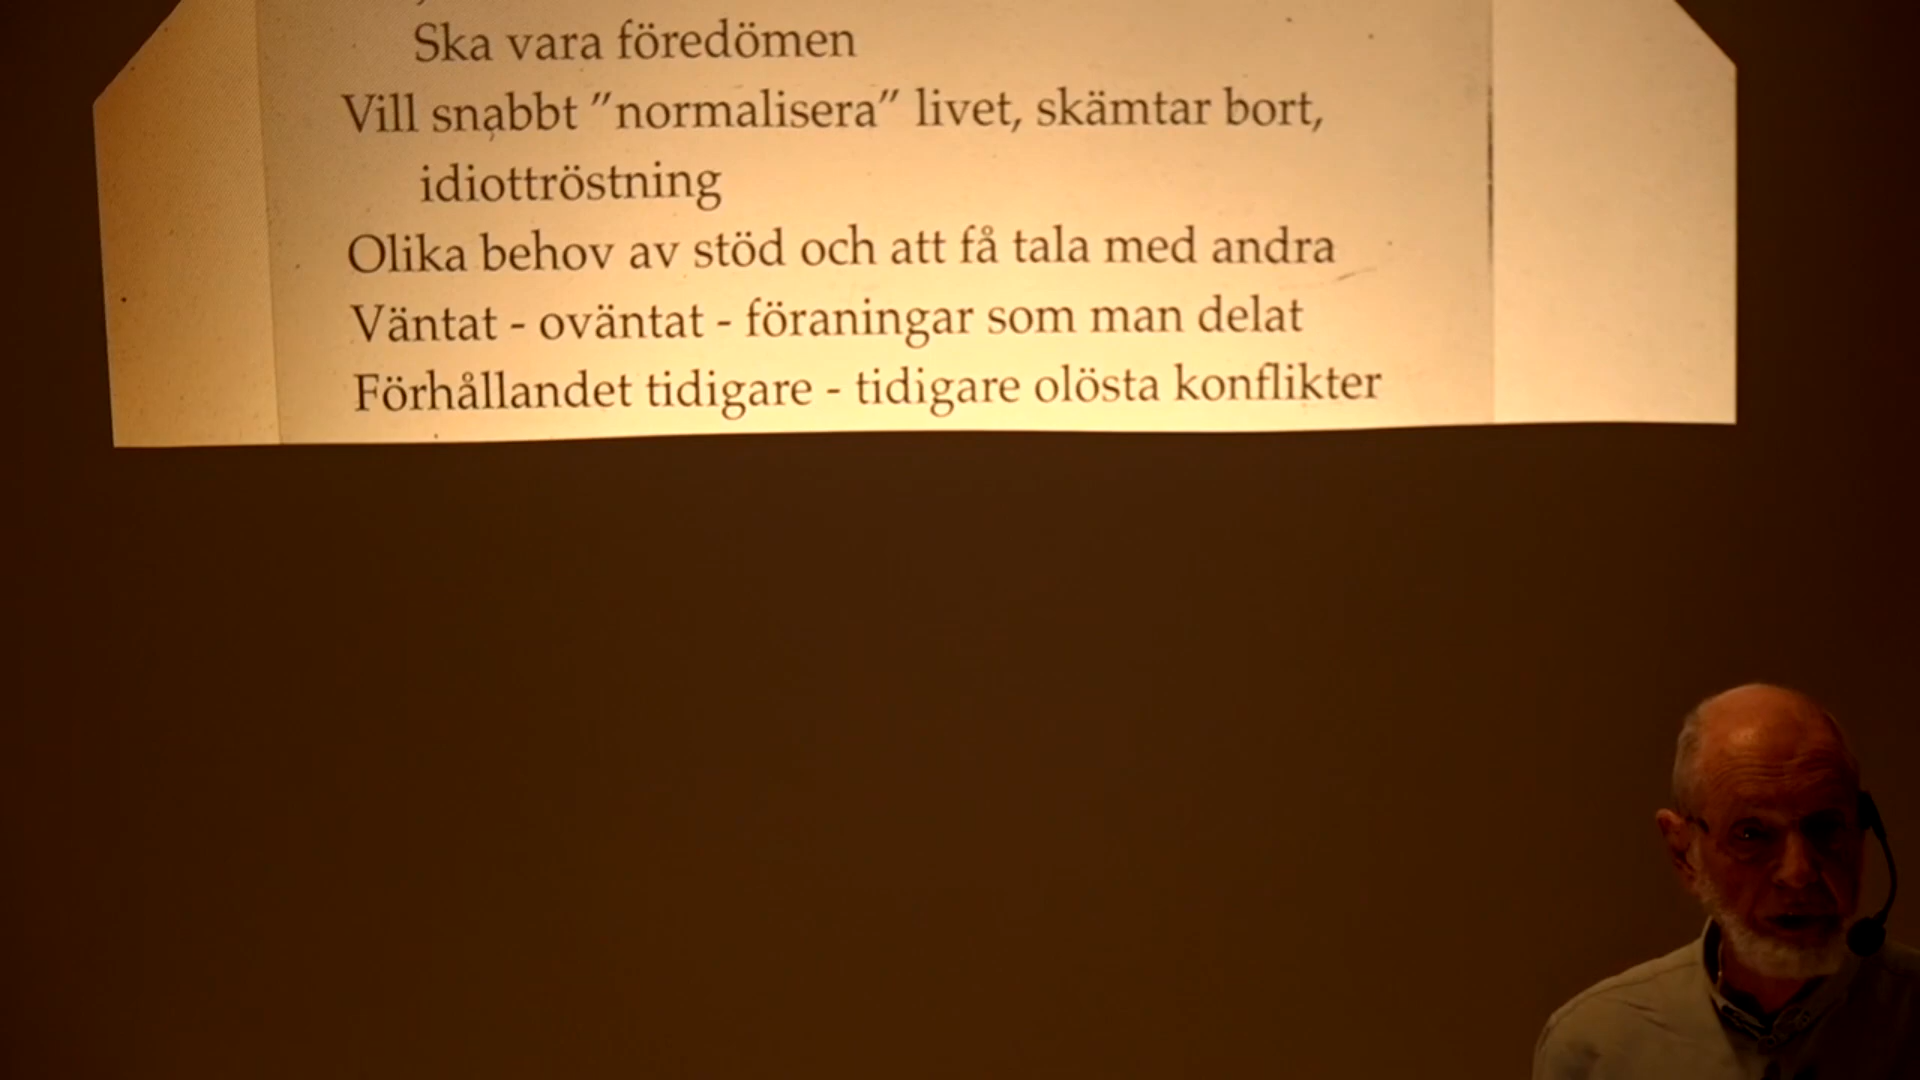 Ska vara föredömen
Vill snabbt ”normalisera” livet, skämtar bort,
idiottröstning
Olika behov av stöd och att få tala med andra
Väntat - oväntat - föraningar som man delat
Förhållandet tidigare - tidigare olösta konflikter